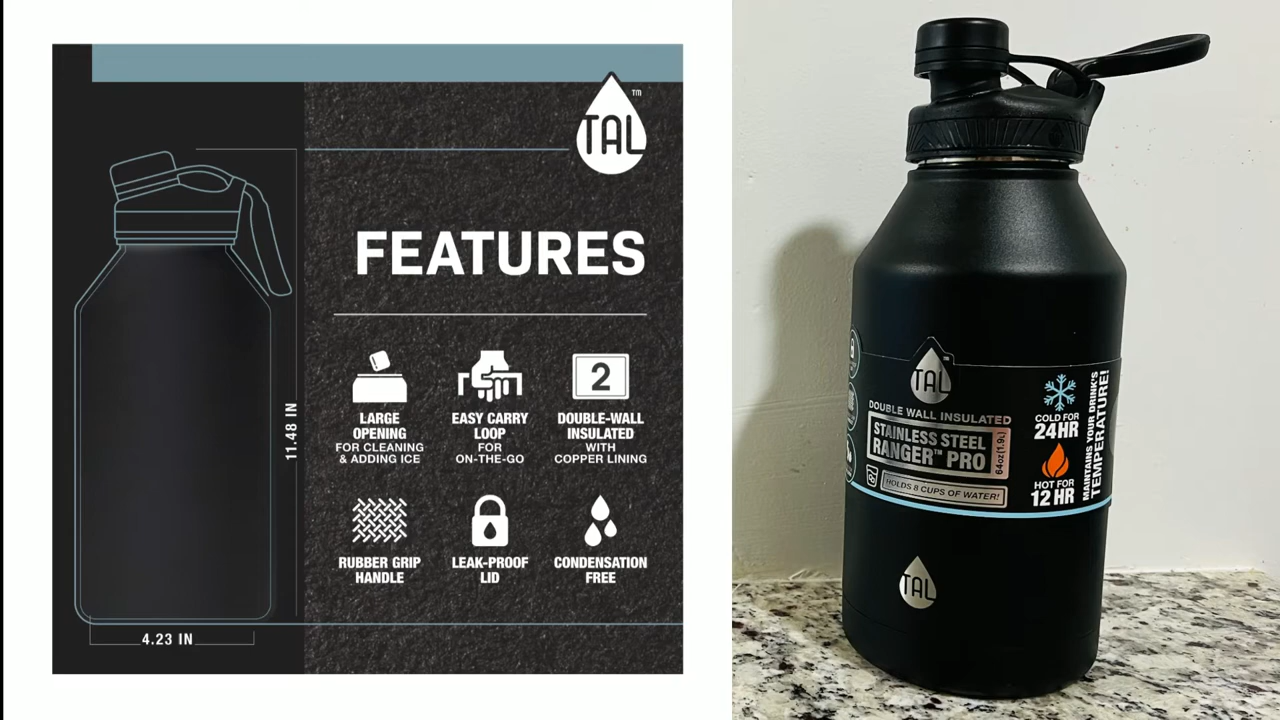 TAL
TM
FEATURES
LARGE
OPENING
FOR CLEANING
& ADDING ICE
EASY CARRY
LOOP
FOR
ON-THE-GO
2
DOUBLE-WALL
INSULATED
WITH
COPPER LINING
RUBBER GRIP
HANDLE
LEAK-PROOF
LID
CONDENSATION
FREE
11.48 IN
4.23 IN
TAL
DOUBLE WALL INSULATED
STAINLESS STEEL
RANGER™ PRO
64oz(1.9L)
HOLDS 8 CUPS OF WATER!
COLD FOR
24HR
HOT FOR
12 HR
MAINTAINS YOUR DRINK'S
TEMPERATURE!
TAL